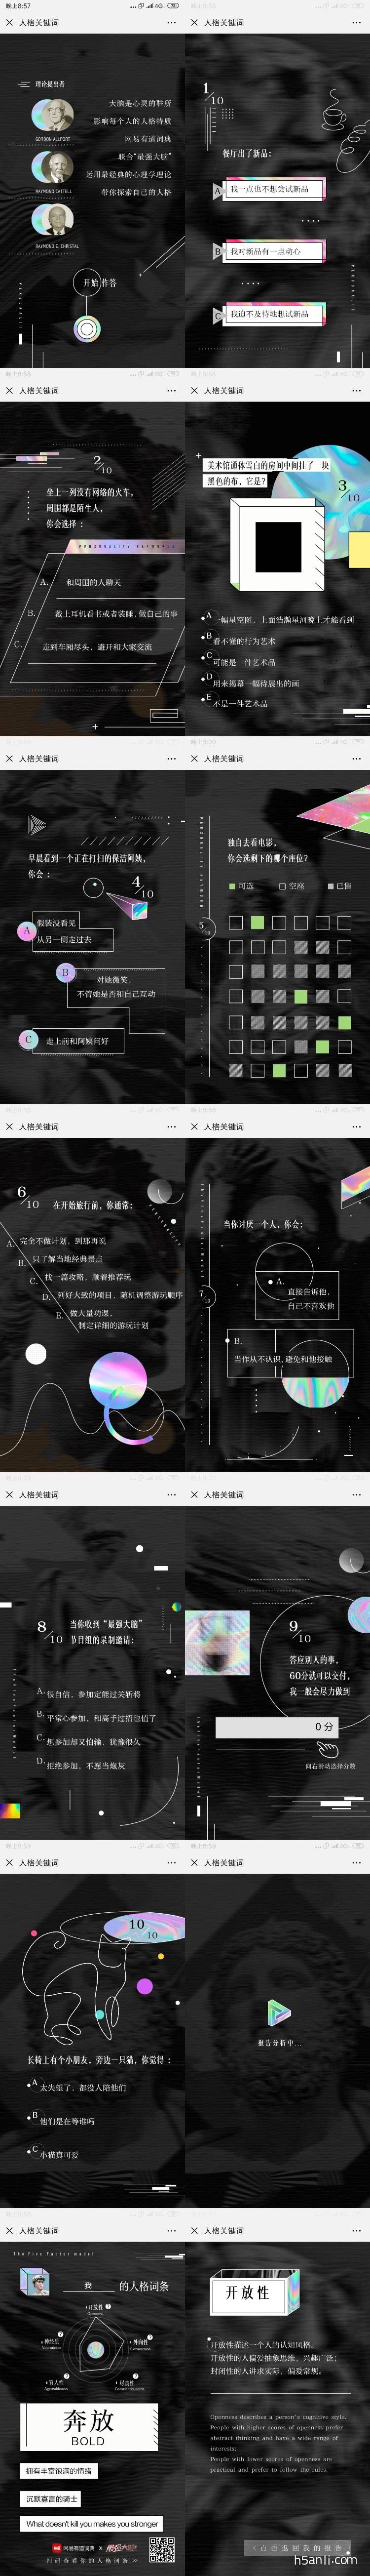 晚上8:57
4G
人格关键词
理论提出者
GORDON ALLPORT
RAYMOND CATTELL
RAYMOND E. CHRISTAL
大脑是心灵的驻所
影响每个人的人格特质
网易有道词典
联合“最强大脑”
运用最经典的心理学理论
带你探索自己的人格
开始作答
晚上8:58
人格关键词
1/10
餐厅出了新品:
A 我一点也不想尝试新品
B 我对新品有一点动心
C 我迫不及待地想试新品
晚上8:58
人格关键词
2/10
坐上一列没有网络的火车,
周围都是陌生人,
你会选择:
PERSONALITY KEYWORDS
A. 和周围的人聊天
B. 戴上耳机看书或者装睡,做自己的事
C. 走到车厢尽头,避开和大家交流
晚上8:58
人格关键词
美术馆通体雪白的房间中间挂了一块
黑色的布,它是?
3/10
A 一幅星空图,上面浩瀚星河晚上才能看到
B 看不懂的行为艺术
C 可能是一件艺术品
D 用来揭幕一幅待展出的画
E 不是一件艺术品
人格关键词
早晨看到一个正在打扫的保洁阿姨,
你会:
4/10
A 假装没看见
从另一侧走过去
B 对她微笑,
不管她是否和自己互动
C 走上前和阿姨问好
人格关键词
独自去看电影,
你会选剩下的哪个座位?
可选 空座 已售
5/10
人格关键词
6/10
在开始旅行前,你通常:
A. 完全不做计划,到那再说
B. 只了解当地经典景点
C. 找一篇攻略,顺着推荐玩
D. 列好大致的项目,随机调整游玩顺序
E. 做大量功课,
制定详细的游玩计划
人格关键词
当你讨厌一个人,你会:
7/10
A. 直接告诉他,
自己不喜欢他
B.
当作从不认识,避免和他接触
人格关键词
8/10
当你收到“最强大脑”
节目组的录制邀请:
A. 很自信,参加定能过关斩将
B. 平常心参加,和高手过招也值了
C. 想参加却又怕输,犹豫很久
D. 拒绝参加,不愿当炮灰
人格关键词
9/10
答应别人的事,
60分就可以交付,
我一般会尽力做到
0 分
向右滑动选择分数
晚上8:59
人格关键词
10/10
长椅上有个小朋友,旁边一只猫,你觉得:
A 太失望了,都没人陪他们
B 他们是在等谁吗
C 小猫真可爱
晚上8:59
人格关键词
报告分析中...
人格关键词
The Five Factor model
我 的人格词条
开放性
神经质
外向性
宜人性
尽责性
奔放
BOLD
拥有丰富饱满的情绪
沉默寡言的骑士
What doesn't kill you makes you stronger
网易有道词典
扫码查看你的人格词条 >>
人格关键词
开放性
开放性描述一个人的认知风格。
开放性的人偏爱抽象思维,兴趣广泛;
封闭性的人讲求实际,偏爱常规。
Openness describes a person's cognitive style.
People with higher scores of openness prefer
abstract thinking and have a wide range of
interests;
People with lower scores of openness are
practical and prefer to follow the rules.
<点击返回我的报告
h5anli.com